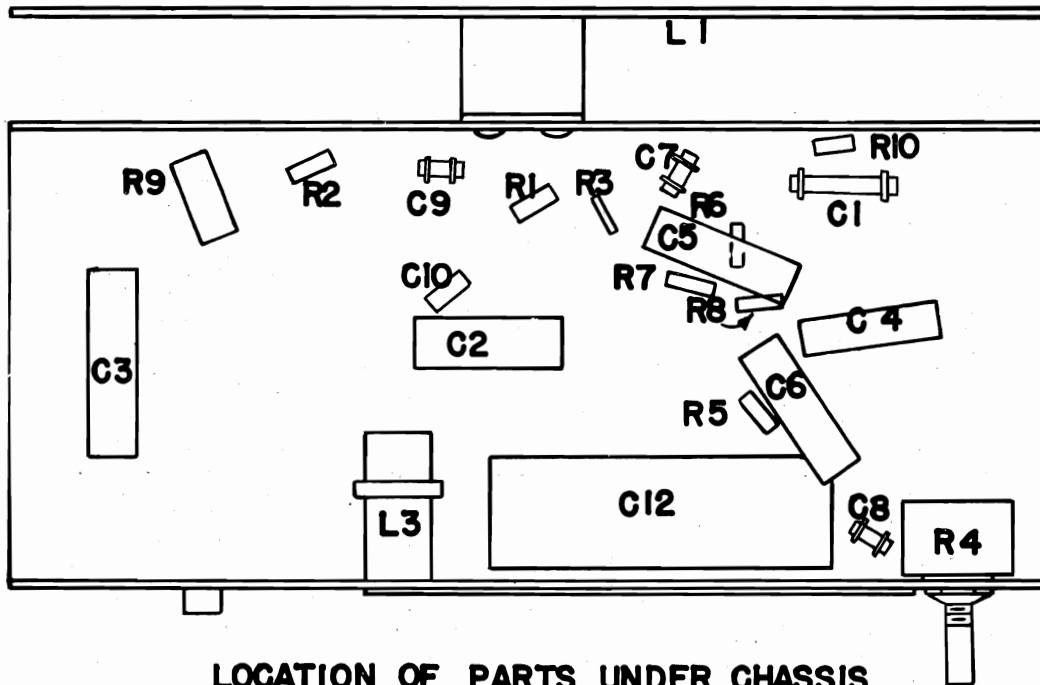 L1
R9
R2
C9
R1
R3
C7
R10
R6
C1
C5
C10
R7
R8
C4
C2
C3
C6
R5
C12
C8
L3
R4
LOCATION OF PARTS UNDER CHASSIS